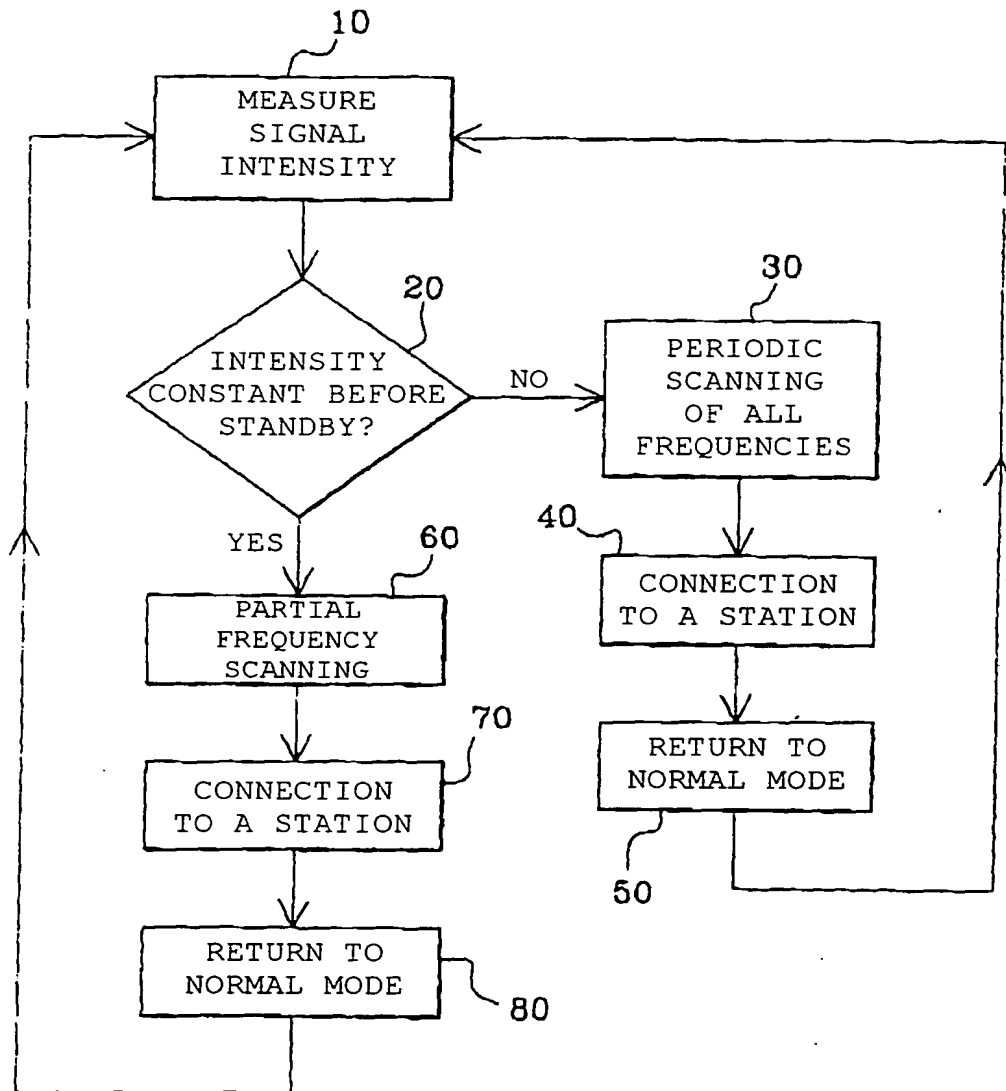 10
MEASURE
SIGNAL
INTENSITY
20
INTENSITY
CONSTANT BEFORE
STANDBY?
NO
30
PERIODIC
SCANNING
OF ALL
FREQUENCIES
40
CONNECTION
TO A STATION
RETURN TO
NORMAL MODE
50
YES
60
PARTIAL
FREQUENCY
SCANNING
70
CONNECTION
TO A STATION
RETURN TO
NORMAL MODE
80